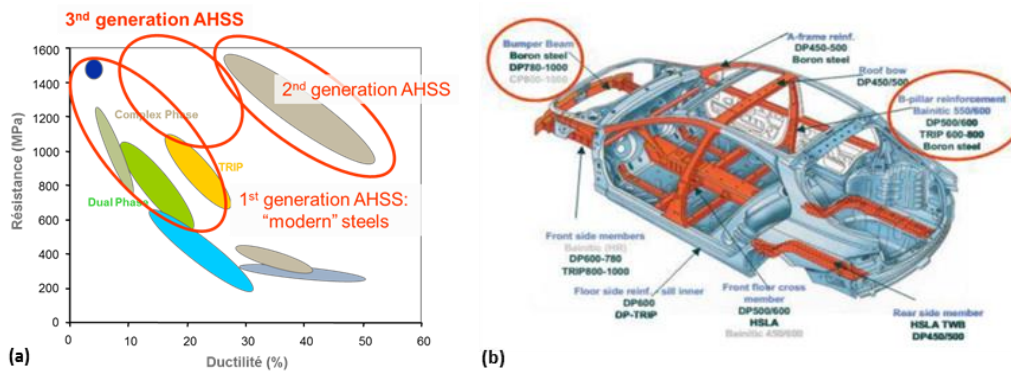 3nd generation AHSS
1600
1400
1200
1000
800
600
400
200
0
Résistance (MPa)
2nd generation AHSS
Complex Phase
TRIP
Dual Phase
1st generation AHSS:
"modern" steels
0
10
20
30
40
50
60
Ductilité (%)
(a)
Bumper Beam
Boron steel
DP780-1000
CP800-1000
A-frame reinf.
DP450-500
Boron steel
Roof bow
DP450/500
B-pillar reinforcement
Bainitic 550/600
DP500/600
TRIP 600-800
Boron steel
Front side members
Bainitic (HR)
DP600-780
TRIP800-1000
Floor side reinf. - sill inner
DP600
DP-TRIP
Front floor cross
member
DP500/600
HSLA
Bainitic 450/600
Rear side member
HSLA TWB
DP450/500
(b)